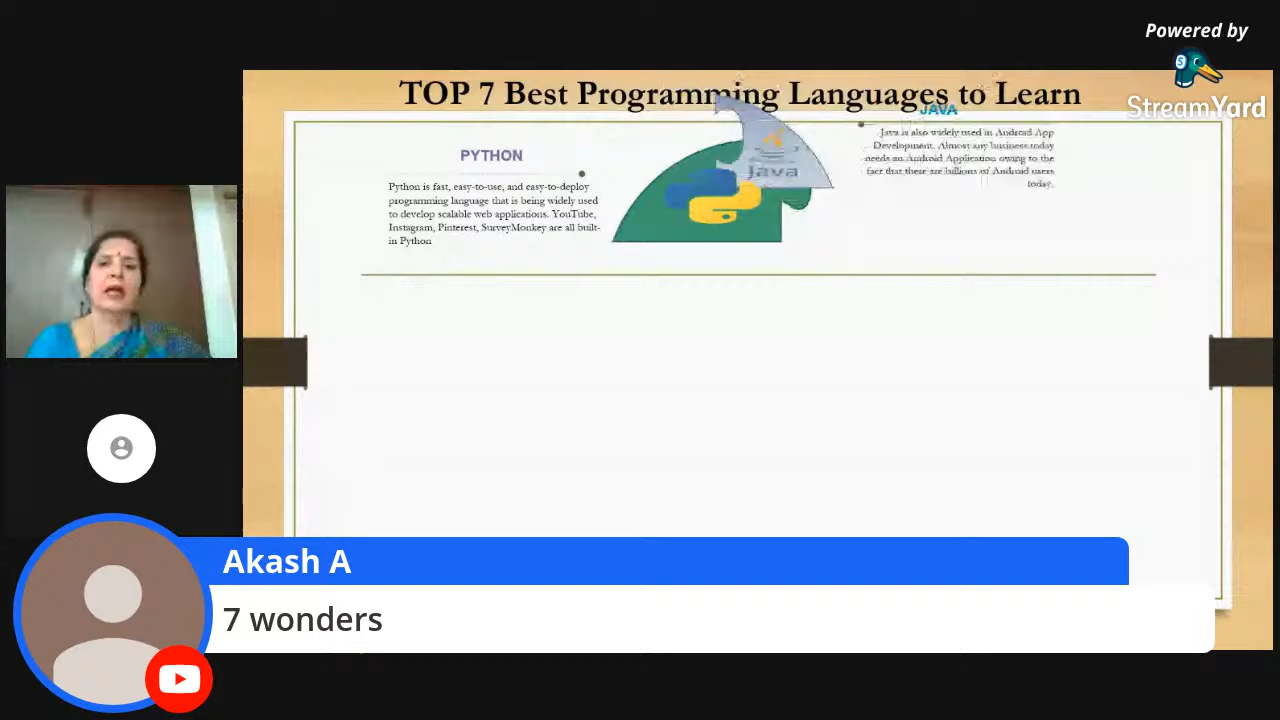 Powered by
StreamYard
TOP 7 Best Programming Languages to Learn
JAVA
Java is also widely used in Android App
Development. Almost any business today
needs an Android Application owing to the
fact that there are billions of Android users
today.
PYTHON
Python is fast, easy-to-use, and easy-to-deploy
programming language that is being widely used
to develop scalable web applications. YouTube,
Instagram, Pinterest, SurveyMonkey are all built-
in Python
Java
Akash A
7 wonders